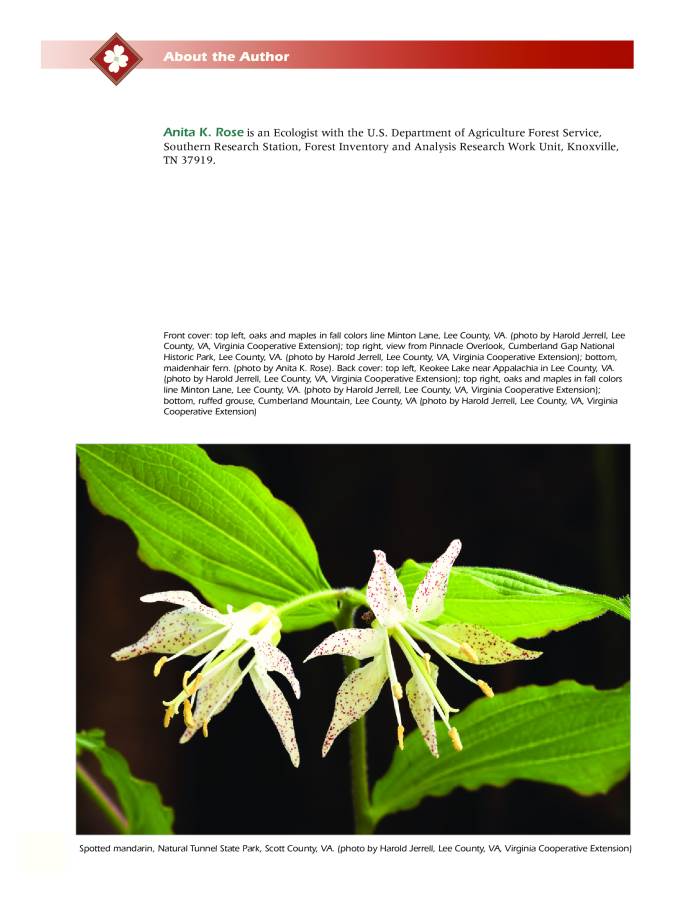 About the Author
Anita K. Rose is an Ecologist with the U.S. Department of Agriculture Forest Service,
Southern Research Station, Forest Inventory and Analysis Research Work Unit, Knoxville,
TN 37919.
Front cover: top left, oaks and maples in fall colors line Minton Lane, Lee County, VA. (photo by Harold Jerrell, Lee
County, VA, Virginia Cooperative Extension); top right, view from Pinnacle Overlook, Cumberland Gap National
Historic Park, Lee County, VA. (photo by Harold Jerrell, Lee County, VA, Virginia Cooperative Extension); bottom,
maidenhair fern. (photo by Anita K. Rose). Back cover: top left, Keokee Lake near Appalachia in Lee County, VA.
(photo by Harold Jerrell, Lee County, VA, Virginia Cooperative Extension); top right, oaks and maples in fall colors
line Minton Lane, Lee County, VA. (photo by Harold Jerrell, Lee County, VA, Virginia Cooperative Extension);
bottom, ruffed grouse, Cumberland Mountain, Lee County, VA (photo by Harold Jerrell, Lee County, VA, Virginia
Cooperative Extension)
Spotted mandarin, Natural Tunnel State Park, Scott County, VA. (photo by Harold Jerrell, Lee County, VA, Virginia Cooperative Extension)